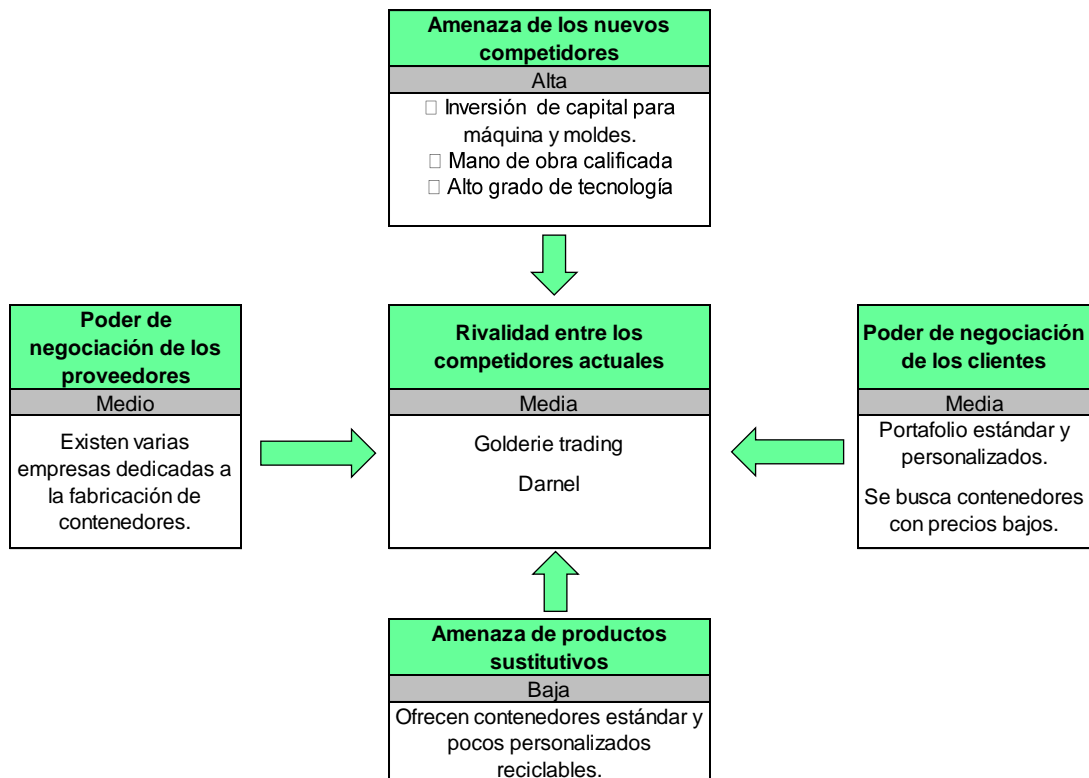 Amenaza de los nuevos
competidores
Alta
□ Inversión de capital para
máquina y moldes.
□ Mano de obra calificada
□ Alto grado de tecnología
Poder de
negociación de los
proveedores
Medio
Existen varias
empresas dedicadas a
la fabricación de
contenedores.
Rivalidad entre los
competidores actuales
Media
Golderie trading
Darnel
Poder de negociación
de los clientes
Media
Portafolio estándar y
personalizados.
Se busca contenedores
con precios bajos.
Amenaza de productos
sustitutivos
Baja
Ofrecen contenedores estándar y
pocos personalizados
reciclables.